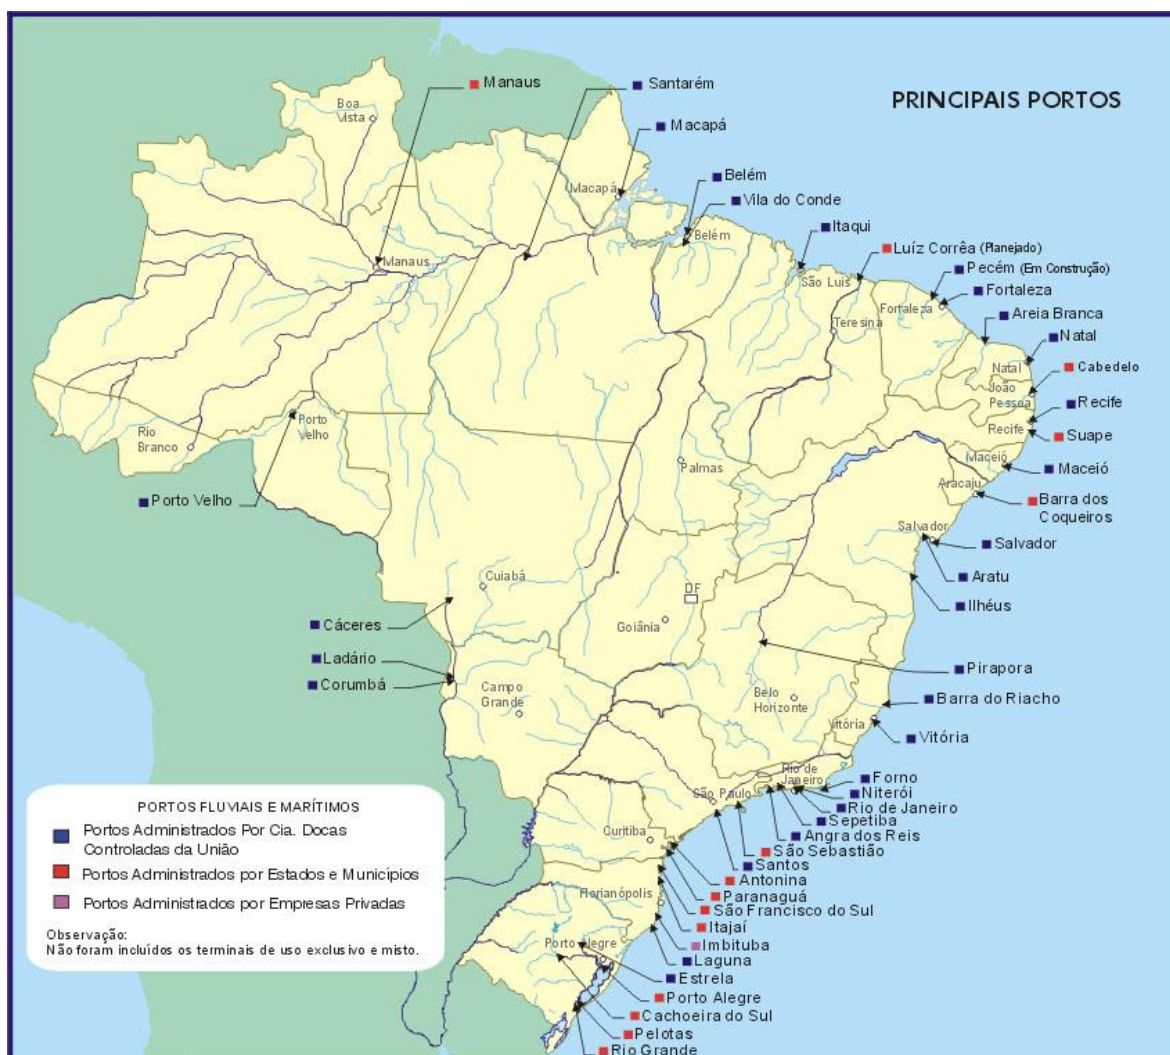 PRINCIPAIS PORTOS
Manaus
Santarém
Macapá
Belém
Vila do Conde
Itaqui
Luíz Corrêa (Planejado)
Pecém (Em Construção)
Fortaleza
Areia Branca
Natal
Cabedelo
Recife
Suape
Maceió
Barra dos
Coqueiros
Salvador
Aratu
Ilhéus
Pirapora
Barra do Riacho
Vitória
Forno
Niterói
Rio de Janeiro
Sepetiba
Angra dos Reis
São Sebastião
Santos
Antonina
Paranaguá
São Francisco do Sul
Itajaí
Imbituba
Laguna
Estrela
Porto Alegre
Cachoeira do Sul
Pelotas
Rio Grande
Porto Velho
Cáceres
Ladário
Corumbá
Boa
Vista
Macapá
Manaus
Belém
São Luis
Teresina
Fortaleza
Natal
João
Pessoa
Recife
Maceió
Aracaju
Salvador
Palmas
Rio
Branco
Porto
Velho
Cuiabá
DF
Goiânia
Campo
Grande
Belo
Horizonte
Vitória
Rio de
Janeiro
São Paulo
Curitiba
Florianópolis
Porto Alegre
PORTOS FLUVIAIS E MARÍTIMOS
Portos Administrados Por Cia. Docas
Controladas da União
Portos Administrados por Estados e Municípios
Portos Administrados por Empresas Privadas
Observação:
Não foram incluídos os terminais de uso exclusivo e misto.